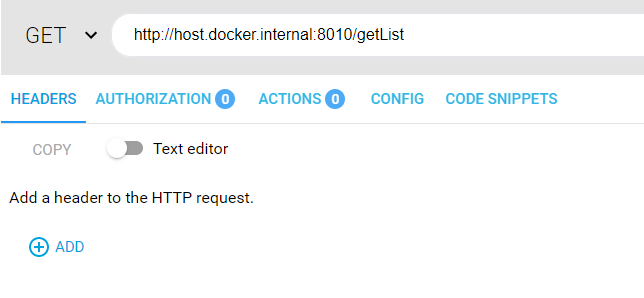 GET http://host.docker.internal:8010/getList
HEADERS AUTHORIZATION 0 ACTIONS 0 CONFIG CODE SNIPPETS
COPY Text editor
Add a header to the HTTP request.
ADD